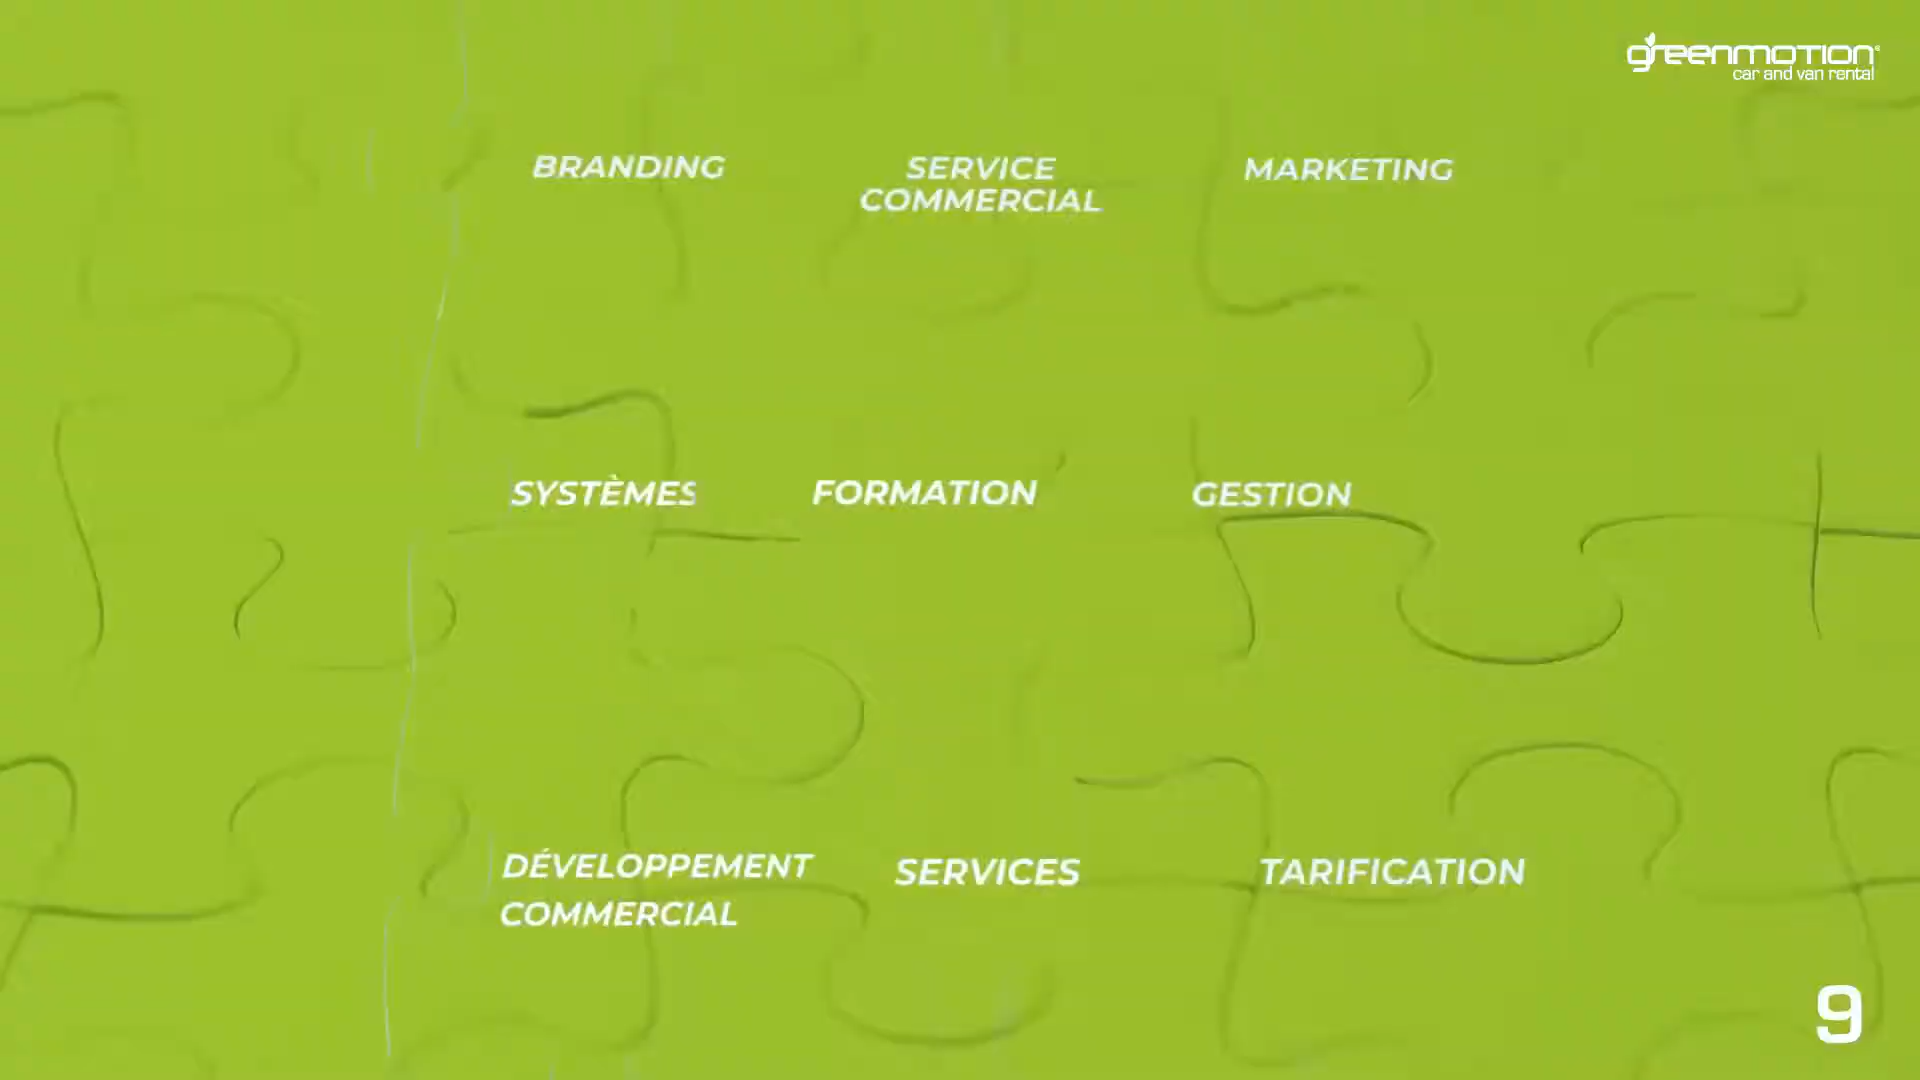 greenmotion
car and van rental
BRANDING
SERVICE
COMMERCIAL
MARKETING
SYSTÈMES
FORMATION
GESTION
DÉVELOPPEMENT
COMMERCIAL
SERVICES
TARIFICATION
9